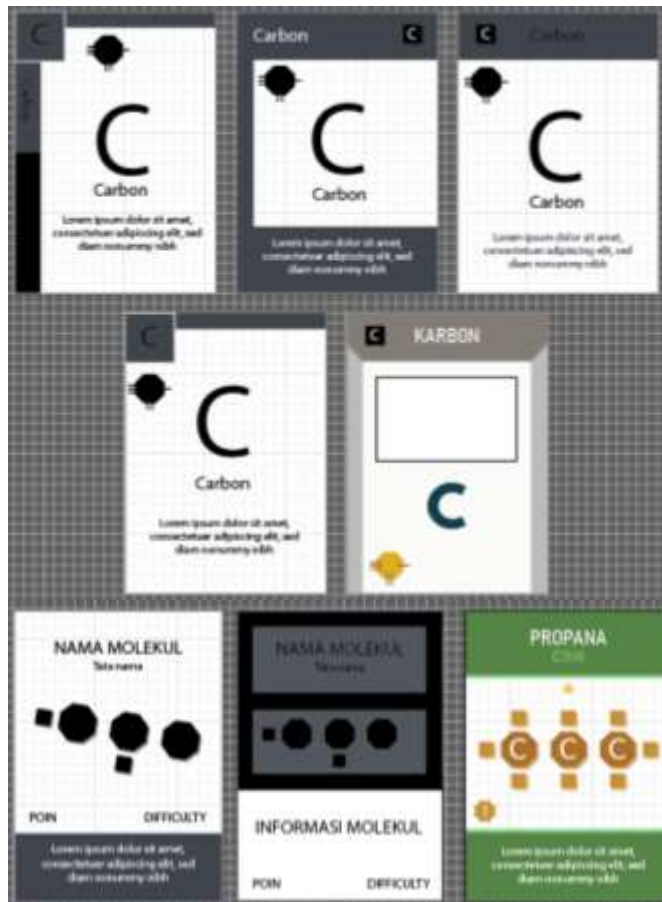 C
C
Carbon
Lorem ipsum dolor sit amet,
consectetuer adipiscing elit, sed
diam nonummy nibh
Carbon
C
C
Carbon
Lorem ipsum dolor sit amet,
consectetuer adipiscing elit, sed
diam nonummy nibh
C
Carbon
C
Carbon
Lorem ipsum dolor sit amet,
consectetuer adipiscing elit, sed
diam nonummy nibh
C
C
Carbon
Lorem ipsum dolor sit amet,
consectetuer adipiscing elit, sed
diam nonummy nibh
C
KARBON
C
NAMA MOLEKUL
Tata nama
POIN
DIFFICULTY
Lorem ipsum dolor sit amet,
consectetuer adipiscing elit, sed
diam nonummy nibh
NAMA MOLEKUL
Tata nama
INFORMASI MOLEKUL
POIN
DIFFICULTY
PROPANA
C C C
Lorem ipsum dolor sit amet,
consectetuer adipiscing elit, sed
diam nonummy nibh